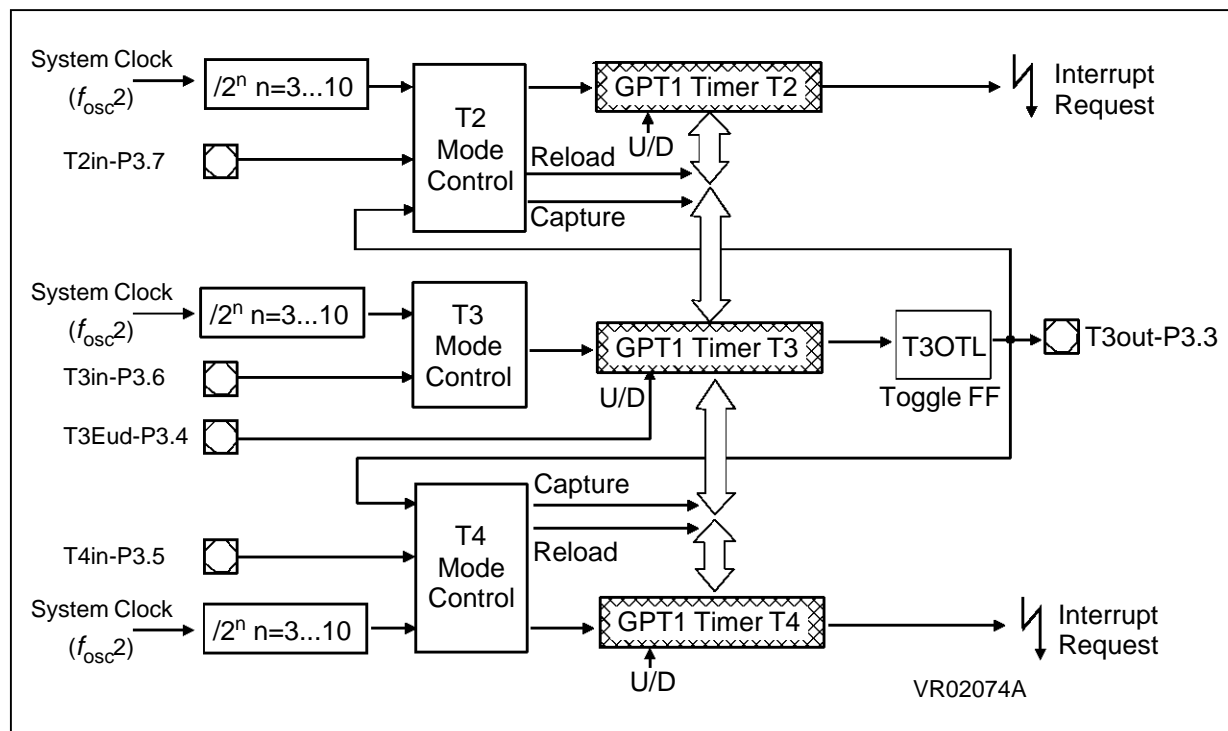 System Clock
(fosc2)
/2ⁿ n=3...10
T2in-P3.7
T2
Mode
Control
GPT1 Timer T2
U/D
Reload
Capture
Interrupt
Request
System Clock
(fosc2)
/2ⁿ n=3...10
T3in-P3.6
T3Eud-P3.4
T3
Mode
Control
GPT1 Timer T3
U/D
T3OTL
Toggle FF
T3out-P3.3
T4in-P3.5
System Clock
(fosc2)
/2ⁿ n=3...10
T4
Mode
Control
Capture
Reload
GPT1 Timer T4
U/D
Interrupt
Request
VR02074A